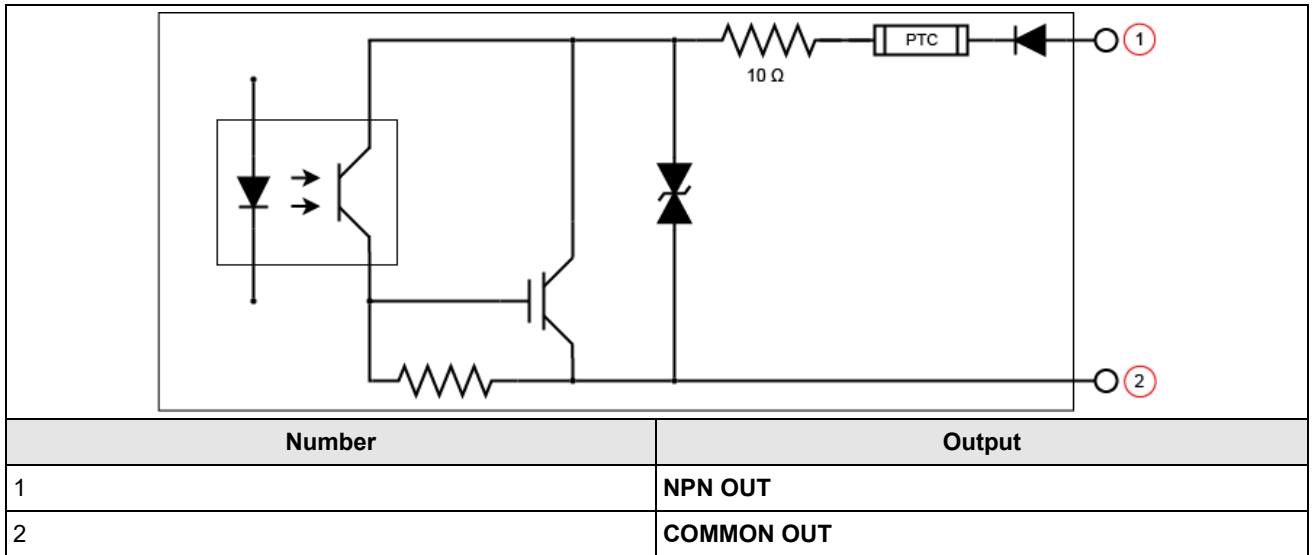 PTC
1
10 Ω
2
Number Output
1 NPN OUT
2 COMMON OUT